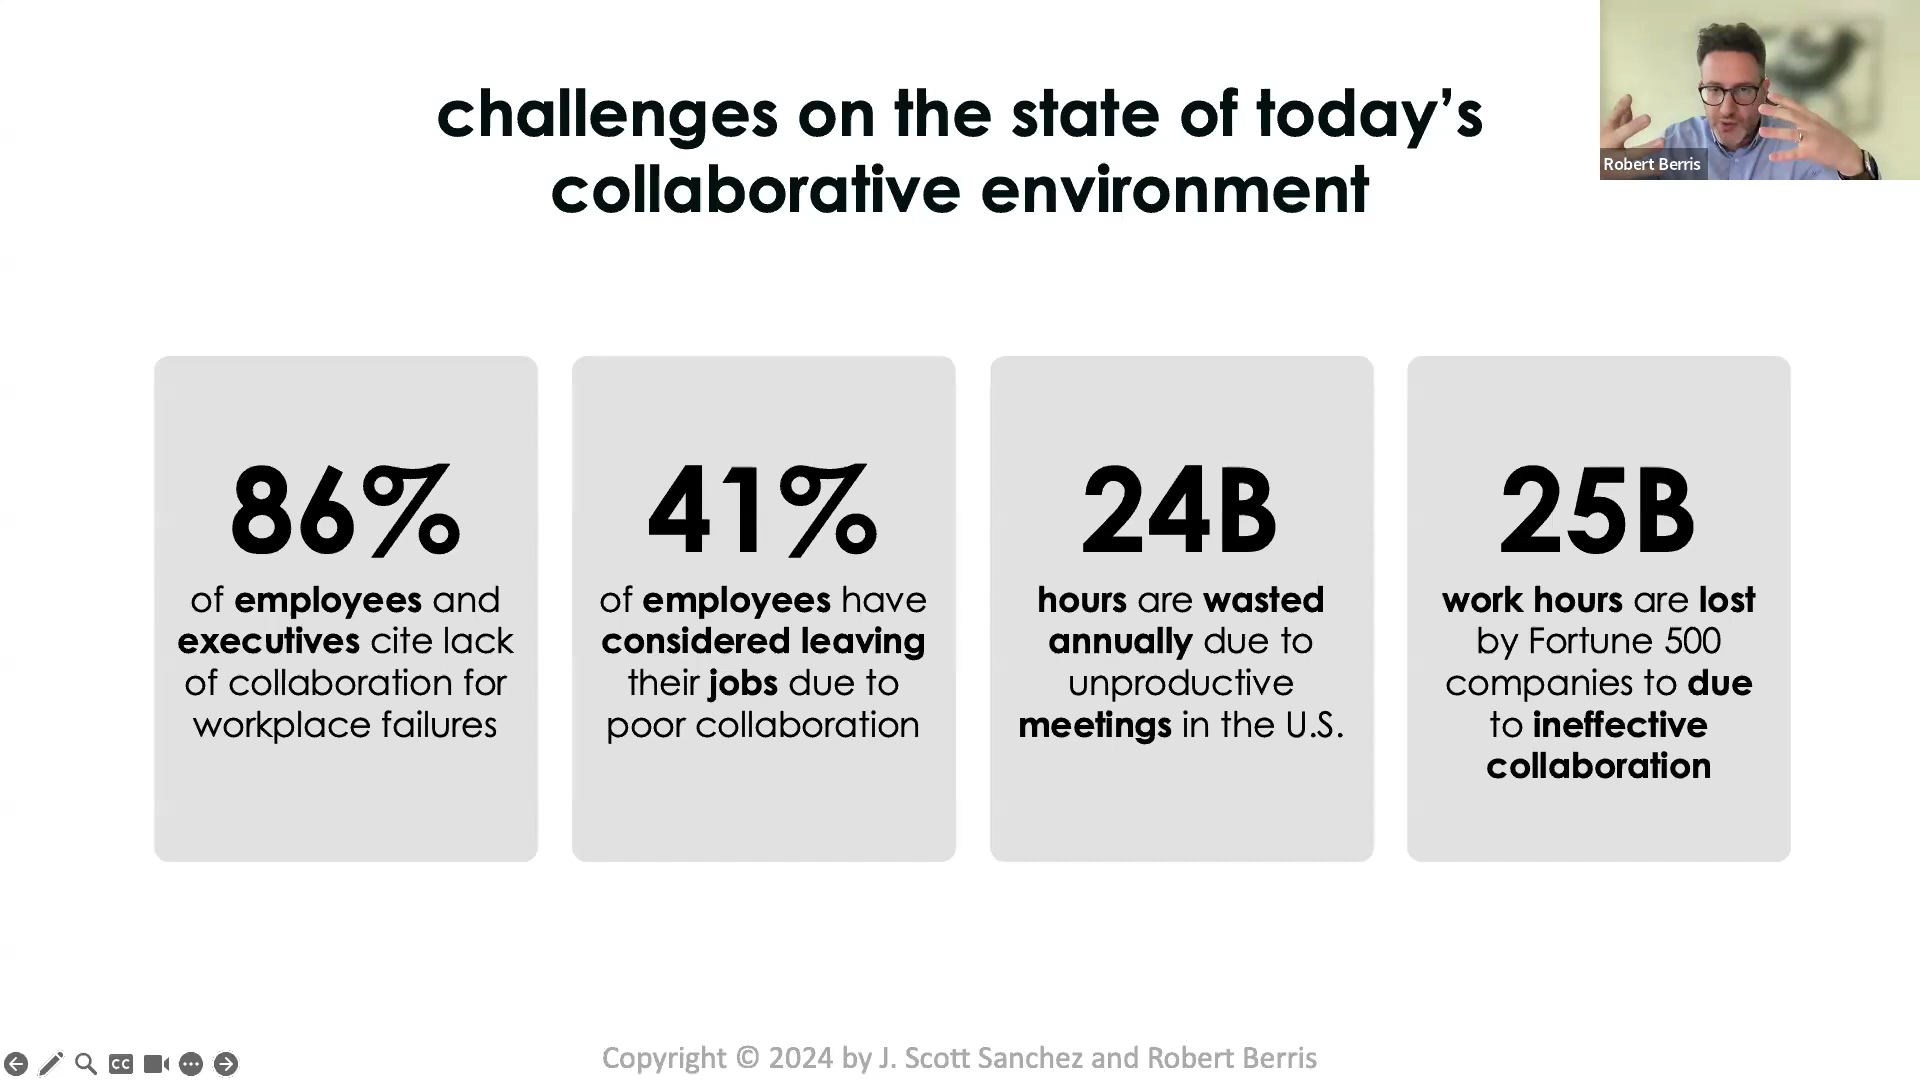 challenges on the state of today’s
collaborative environment
Robert Berris
86%
of employees and
executives cite lack
of collaboration for
workplace failures
41%
of employees have
considered leaving
their jobs due to
poor collaboration
24B
hours are wasted
annually due to
unproductive
meetings in the U.S.
25B
work hours are lost
by Fortune 500
companies to due
to ineffective
collaboration
CC
Copyright © 2024 by J. Scott Sanchez and Robert Berris